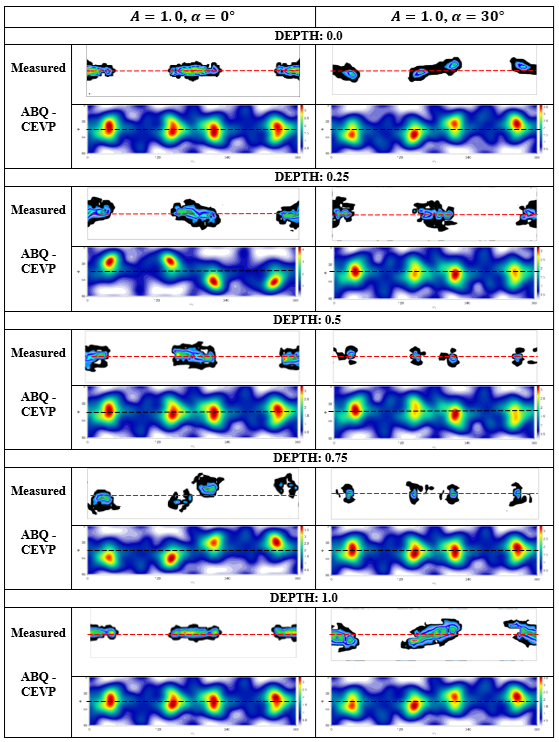 A = 1.0, α = 0° A = 1.0, α = 30°
DEPTH: 0.0
Measured
ABQ -
CEVP
DEPTH: 0.25
Measured
ABQ -
CEVP
DEPTH: 0.5
Measured
ABQ -
CEVP
DEPTH: 0.75
Measured
ABQ -
CEVP
DEPTH: 1.0
Measured
ABQ -
CEVP